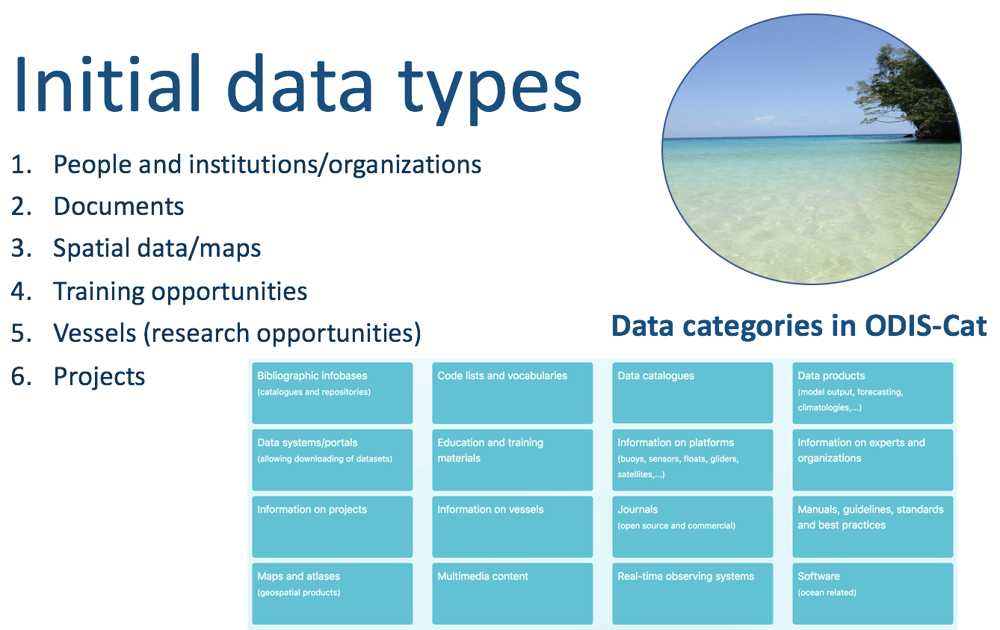 Initial data types
1. People and institutions/organizations
2. Documents
3. Spatial data/maps
4. Training opportunities
5. Vessels (research opportunities)
6. Projects
Data categories in ODIS-Cat
Bibliographic infobases
(catalogues and repositories)
Code lists and vocabularies
Data catalogues
Data products
(model output, forecasting,
climatologies,...)
Data systems/portals
(allowing downloading of datasets)
Education and training
materials
Information on platforms
(buoys, sensors, floats, gliders,
satellites,...)
Information on experts and
organizations
Information on projects
Information on vessels
Journals
(open source and commercial)
Manuals, guidelines, standards
and best practices
Maps and atlases
(geospatial products)
Multimedia content
Real-time observing systems
Software
(ocean related)